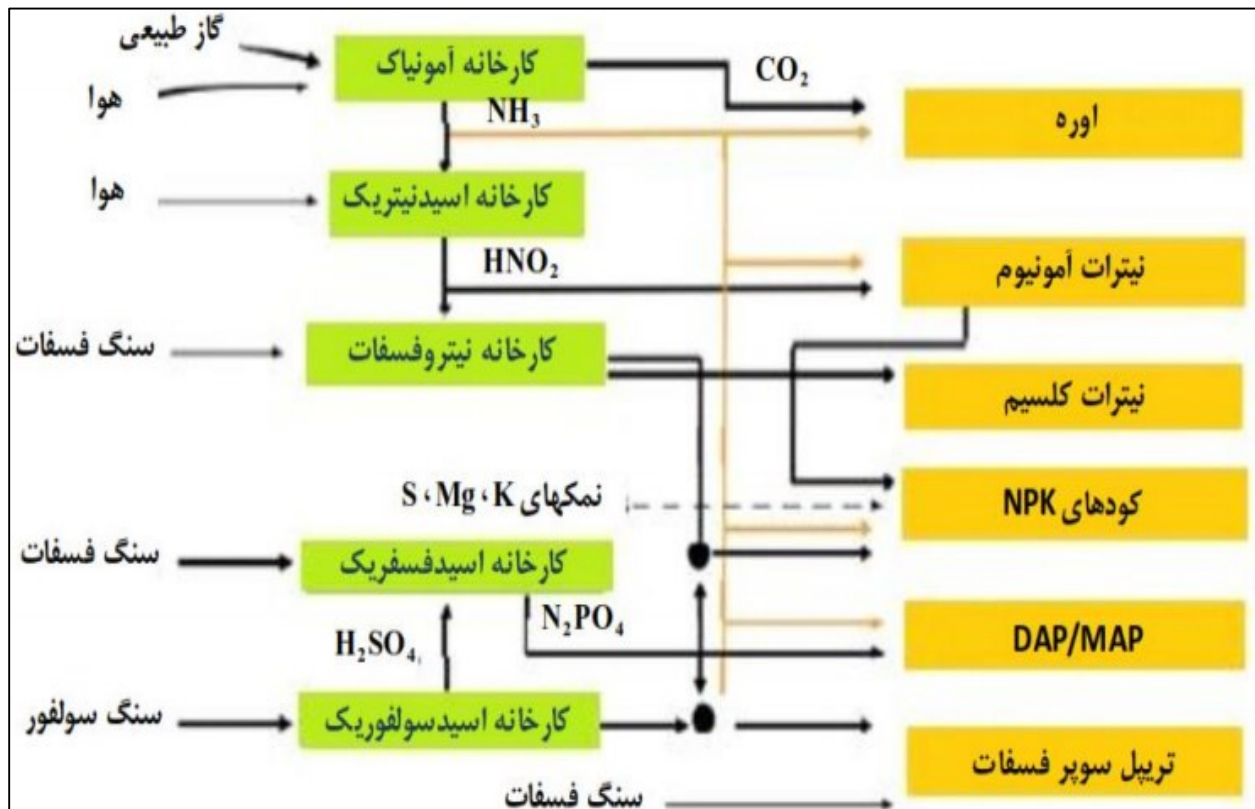 گاز طبیعی
کارخانه آمونیاک
CO₂
هوا
NH₃
اوره
هوا
کارخانه اسیدنیتریک
HNO₂
نیترات آمونیوم
سنگ فسفات
کارخانه نیتروفسفات
نیترات کلسیم
نمکهای S ،Mg ،K
کودهای NPK
سنگ فسفات
کارخانه اسیدفسفریک
H₂SO₄
N₂PO₄
DAP/MAP
سنگ سولفور
کارخانه اسیدسولفوریک
تریپل سوپر فسفات
سنگ فسفات